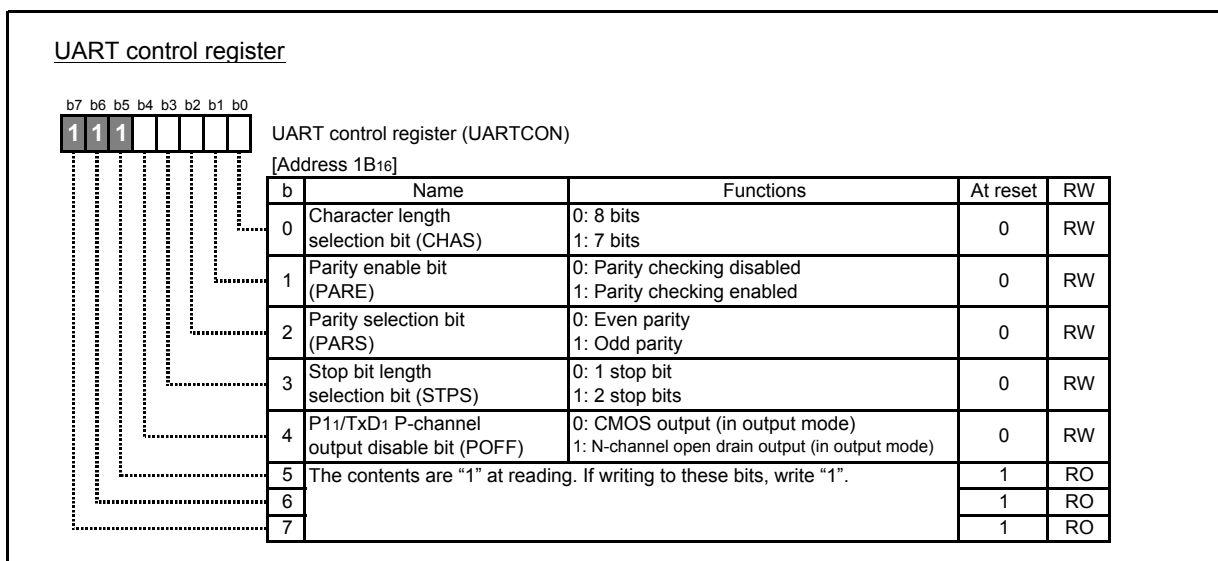 UART control register
b7 b6 b5 b4 b3 b2 b1 b0
1 1 1
UART control register (UARTCON)
[Address 1B16]
b Name Functions At reset RW
0 Character length selection bit (CHAS) 0: 8 bits 0 RW
1: 7 bits
1 Parity enable bit (PARE) 0: Parity checking disabled 0 RW
1: Parity checking enabled
2 Parity selection bit (PARS) 0: Even parity 0 RW
1: Odd parity
3 Stop bit length selection bit (STPS) 0: 1 stop bit 0 RW
1: 2 stop bits
4 P11/TxD1 P-channel output disable bit (POFF) 0: CMOS output (in output mode) 0 RW
1: N-channel open drain output (in output mode)
5 The contents are “1” at reading. If writing to these bits, write “1”. 1 RO
6 1 RO
7 1 RO